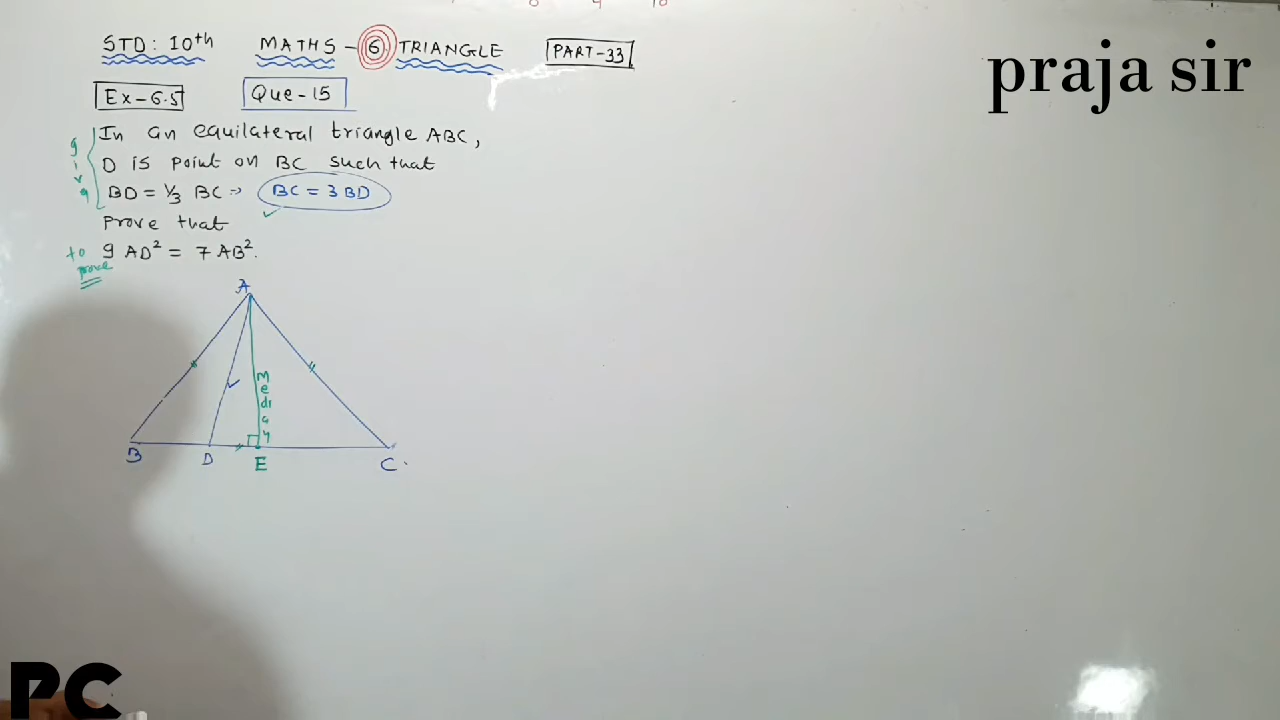 STD: 10th MATHS - 6 TRIANGLE PART-33
praja sir
Ex-6.5 Que-15
In an equilateral triangle ABC,
D is point on BC such that
BD = 1/3 BC => BC = 3 BD
Prove that
9 AD² = 7 AB².
to prove
A
Median
B D E C
PC